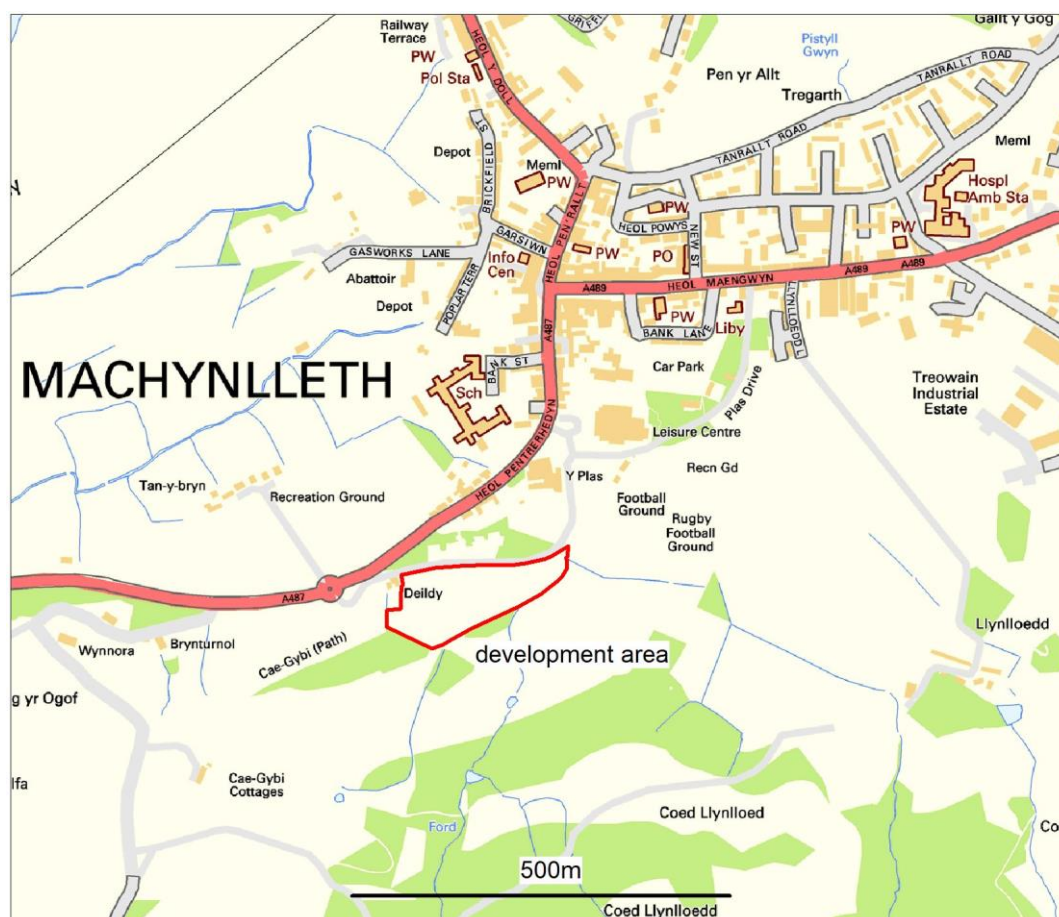 Railway
Terrace
PW
Pol Sta
HEOL Y DOLL
Gallt y Gog
Pistyll
Gwyn
Pen yr Allt
Tregarth
TANRALLT ROAD
TANRALLT ROAD
Depot
BRICKFIELD ST
Meml
PW
HEOL PEN'RALLT
PW
HEOL POWYS
NEW ST
PO
Meml
Hospl
Amb Sta
PW
GARSIWN
Info
Cen
PW
HEOL PEN'RALLT
GASWORKS LANE
Abattoir
Depot
POPLAR TERR
A489
HEOL MAENGWYN
A489
A489
PW
BANK LANE
Liby
A487
BANK ST
MACHYNLLETH
Sch
Car Park
Plas Drive
Treowain
Industrial
Estate
Leisure Centre
HEOL PENTRERHEDYN
Y Plas
Recn Gd
Tan-y-bryn
Recreation Ground
Football
Ground
Rugby
Football
Ground
A487
Deildy
Wynnora
Brynturnol
Cae-Gybi (Path)
development area
Llynlloedd
g yr Ogof
lfa
Cae-Gybi
Cottages
Ford
Coed Llynlloed
Co
500m
Coed Llynlloedd